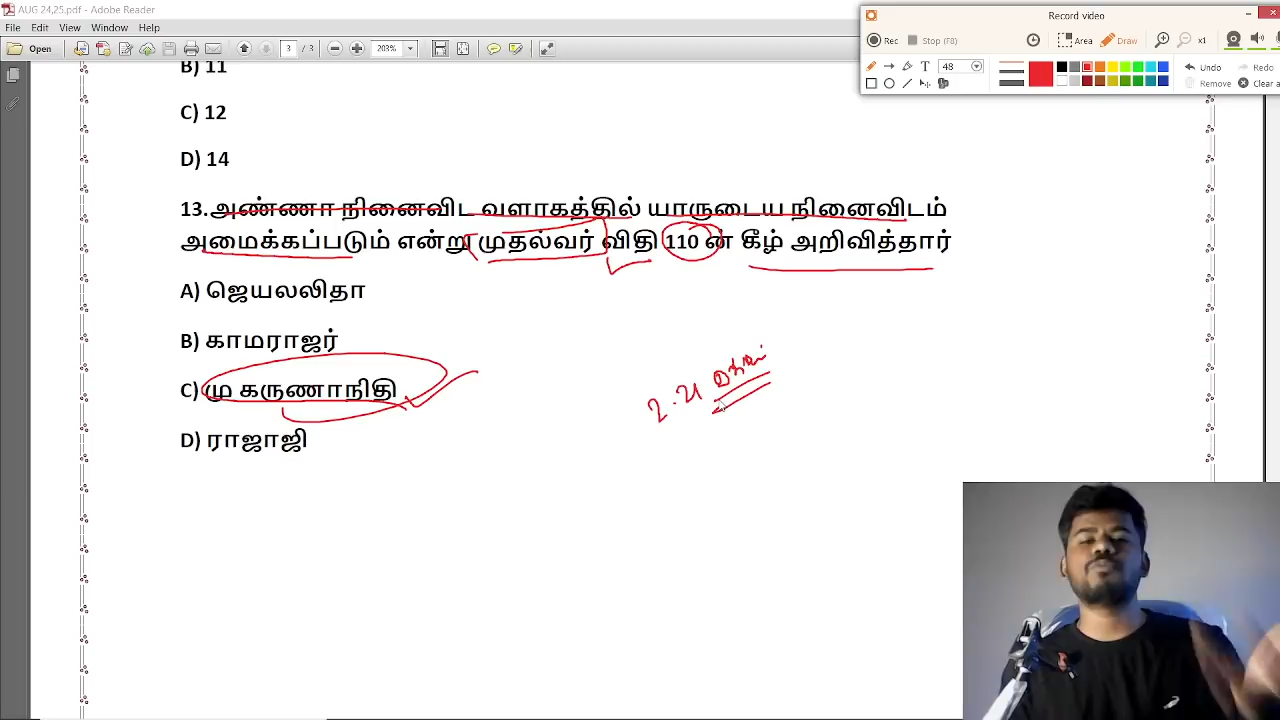 AUG 24,25.pdf - Adobe Reader
File Edit View Window Help
Open 3 / 3 203%
Record video
Rec Stop (F8) Area Draw x1
T 48 Undo Redo
Remove Clear a
B) 11
C) 12
D) 14
13.அண்ணா நினைவிட வளாகத்தில் யாருடைய நினைவிடம்
அமைக்கப்படும் என்று முதல்வர் விதி 110 ன் கீழ் அறிவித்தார்
A) ஜெயலலிதா
B) காமராஜர்
C) மு கருணாநிதி
D) ராஜாஜி
2.21